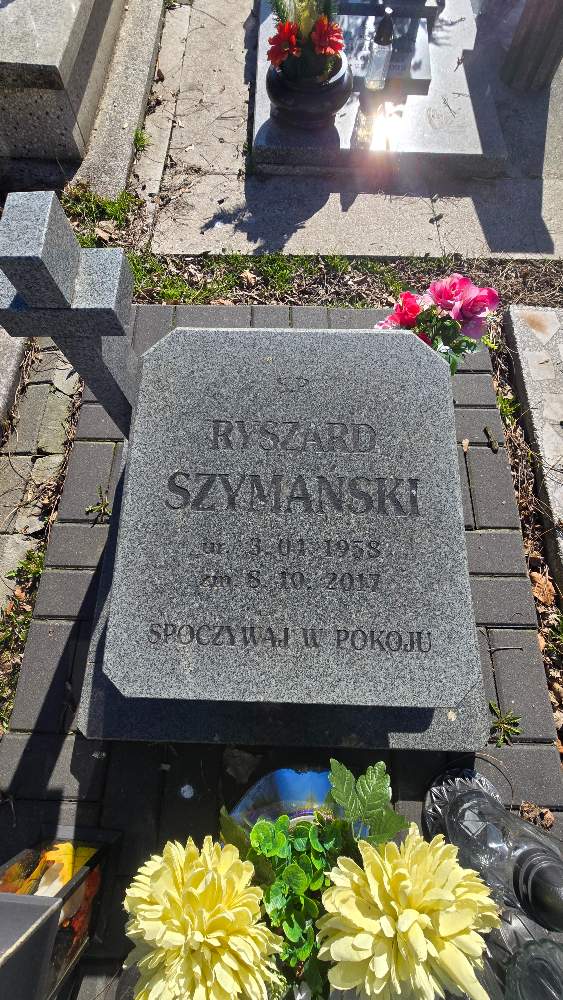 RYSZARD
SZYMAŃSKI
ur. 3.01.1958
zm 8.10.2017
SPOCZYWAJ W POKOJU